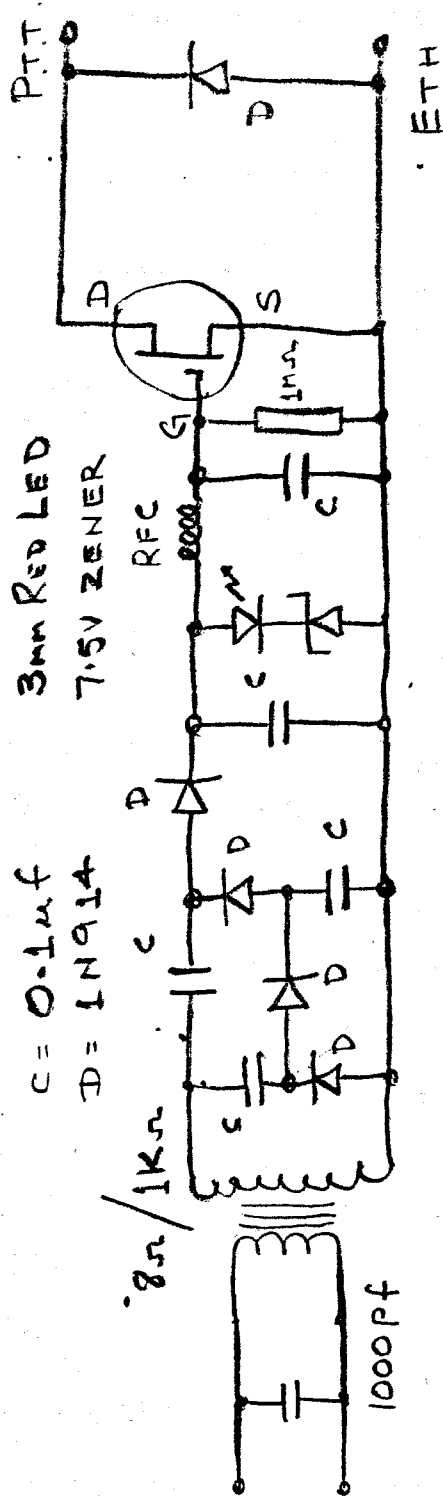 C = 0.1µf
D = 1N914
3mm RED LED
7.5V ZENER
P.T.T.
8Ω/1KΩ
C
D
RFC
D
G
S
C
D
D
D
C
C
C
1MΩ
D
1000pf
ETH